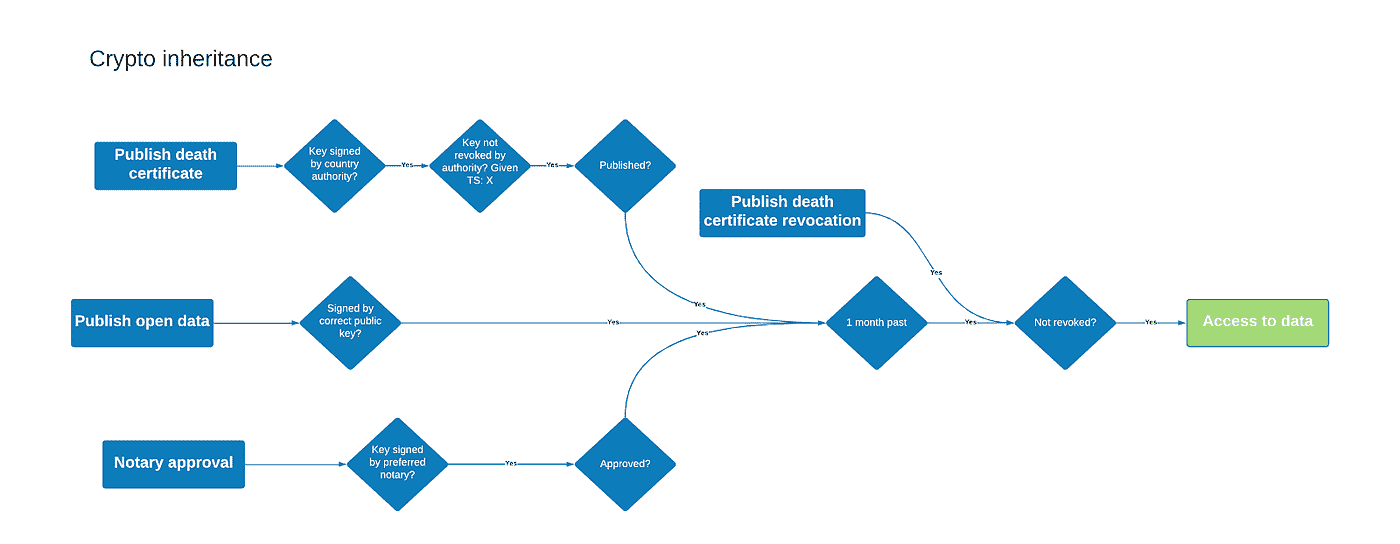 Crypto inheritance
Publish death
certificate
Key signed
by country
authority?
Yes
Key not
revoked by
authority? Given
TS: X
Yes
Published?
Yes
Publish death
certificate revocation
Yes
Publish open data
Signed by
correct public
key?
Yes
1 month past
Yes
Not revoked?
Yes
Access to data
Notary approval
Key signed
by preferred
notary?
Yes
Approved?
Yes